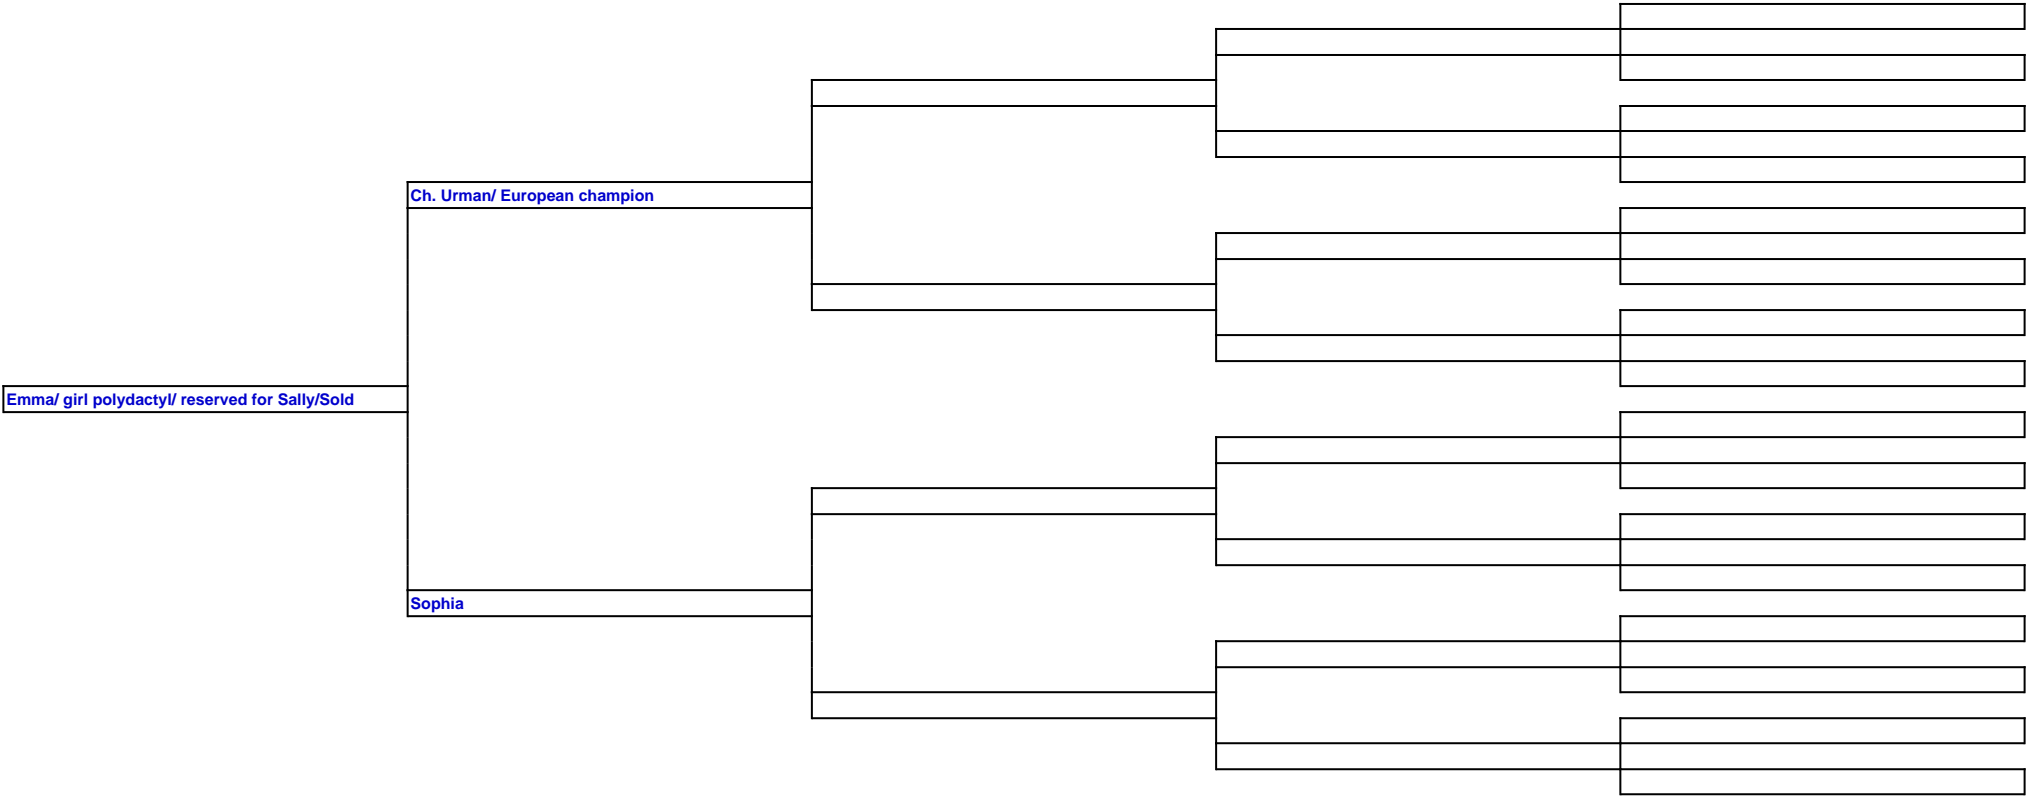 Ch. Urman/ European champion
Emma/ girl polydactyl/ reserved for Sally/Sold
Sophia